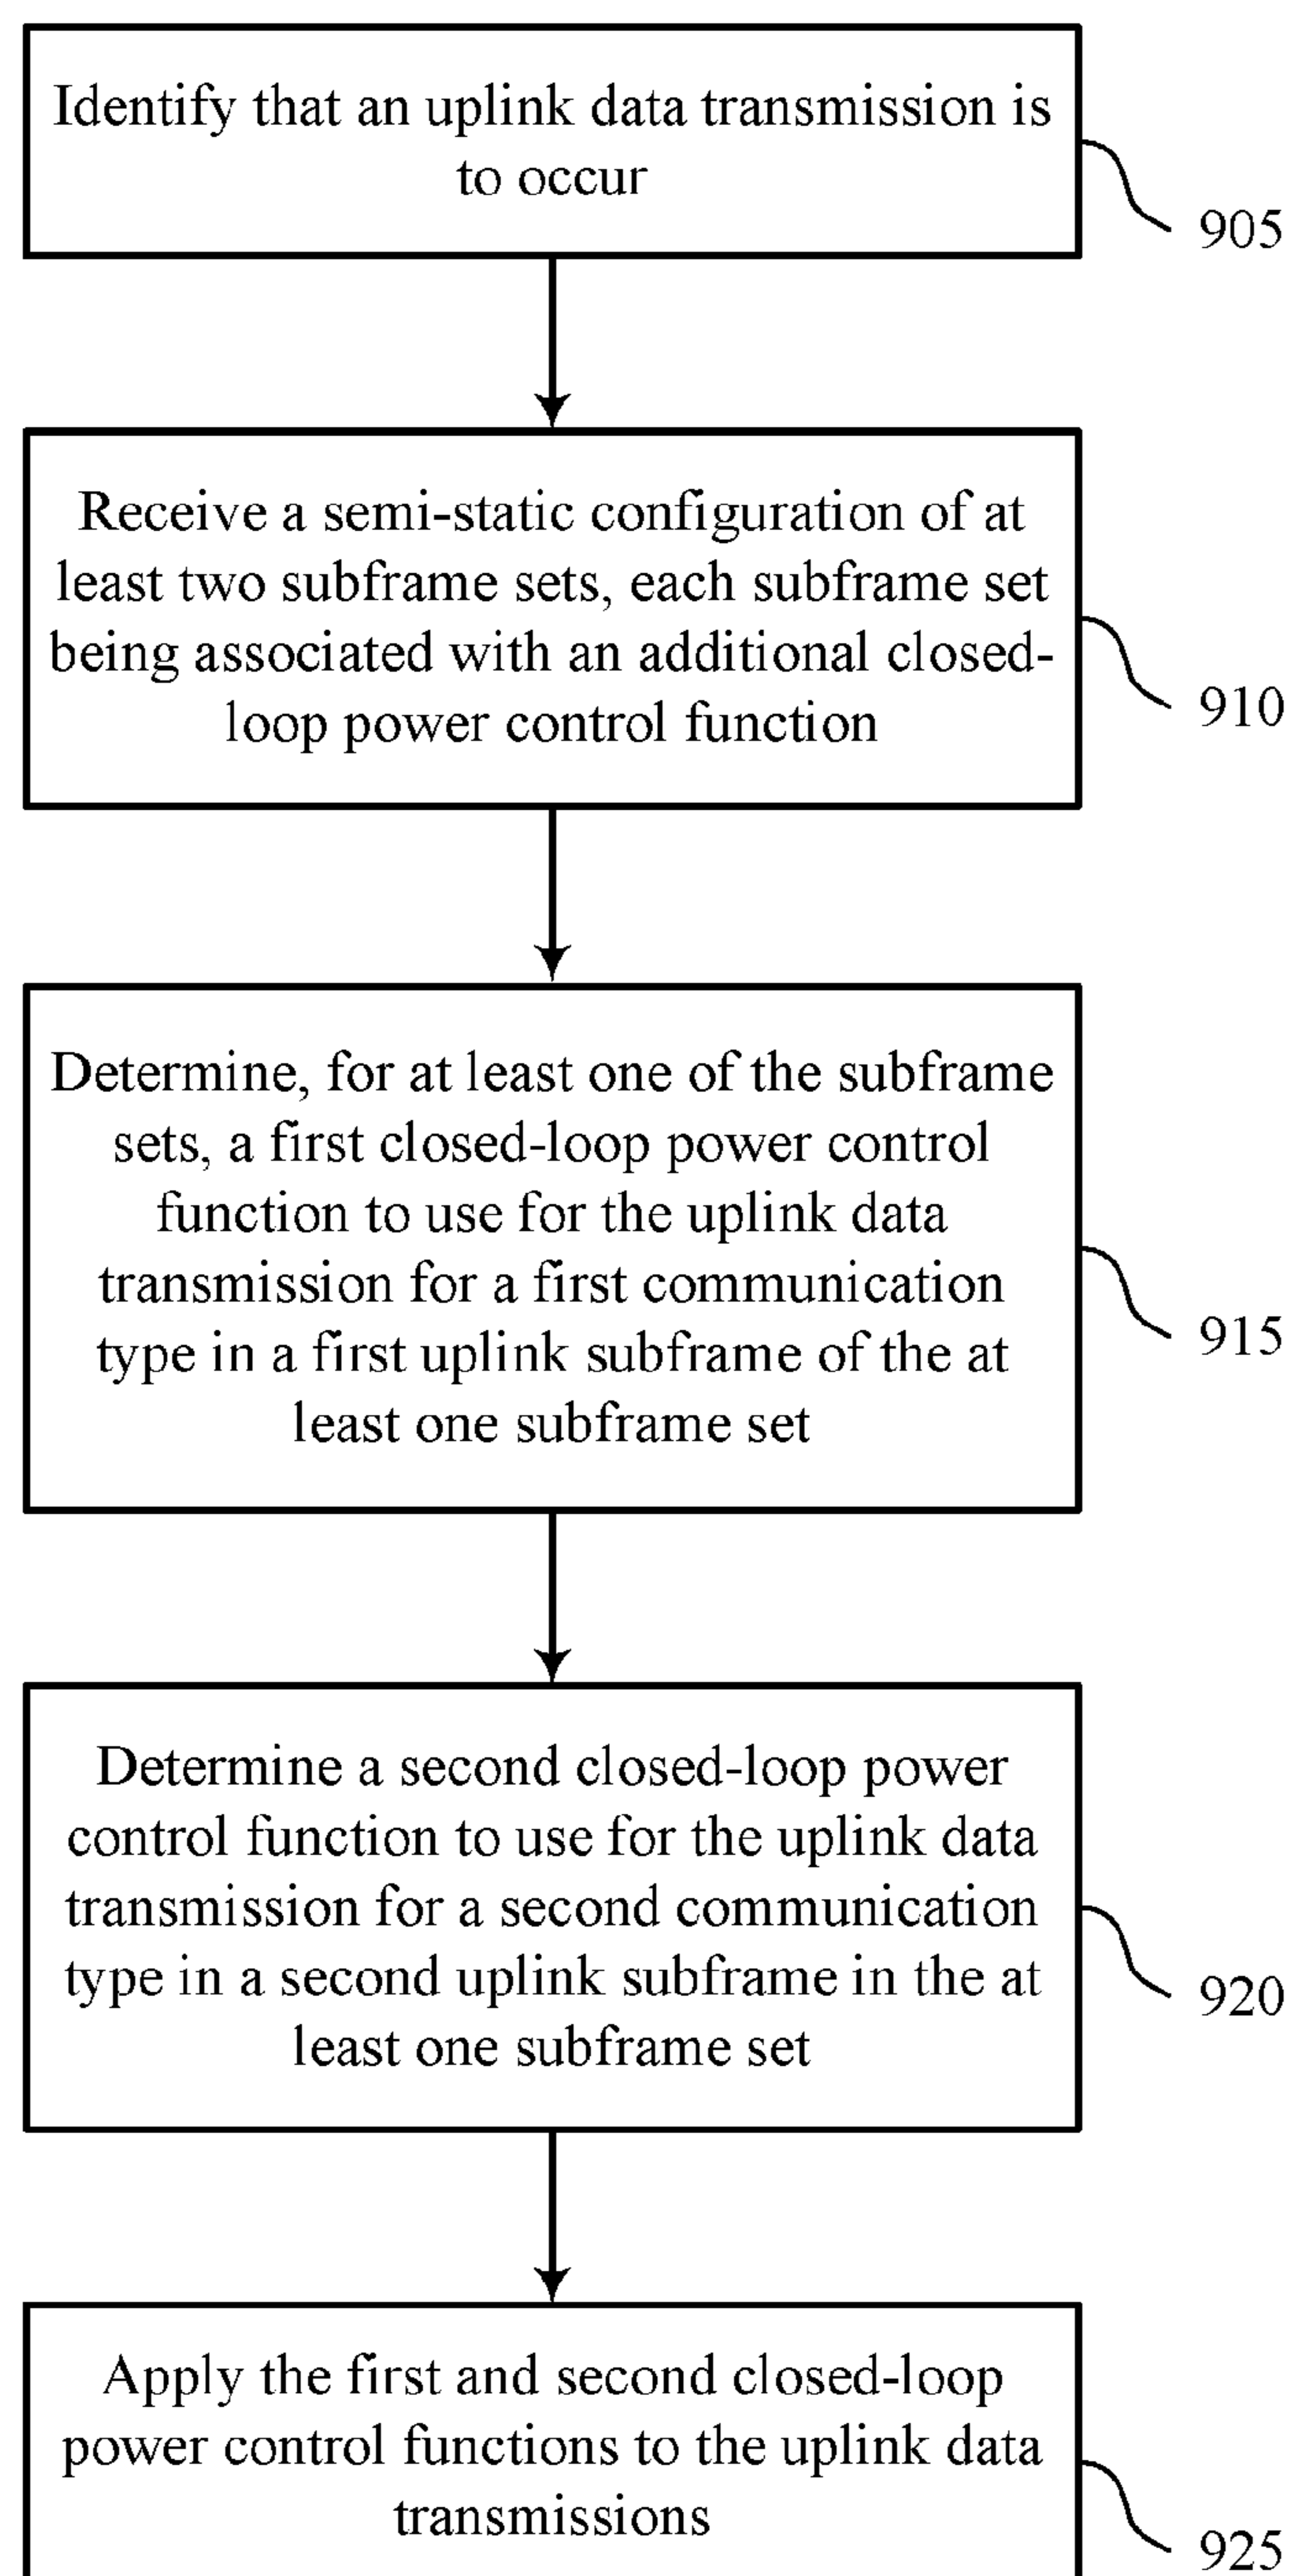 Identify that an uplink data transmission is
to occur
905
Receive a semi-static configuration of at
least two subframe sets, each subframe set
being associated with an additional closed-
loop power control function
910
Determine, for at least one of the subframe
sets, a first closed-loop power control
function to use for the uplink data
transmission for a first communication
type in a first uplink subframe of the at
least one subframe set
915
Determine a second closed-loop power
control function to use for the uplink data
transmission for a second communication
type in a second uplink subframe in the at
least one subframe set
920
Apply the first and second closed-loop
power control functions to the uplink data
transmissions
925